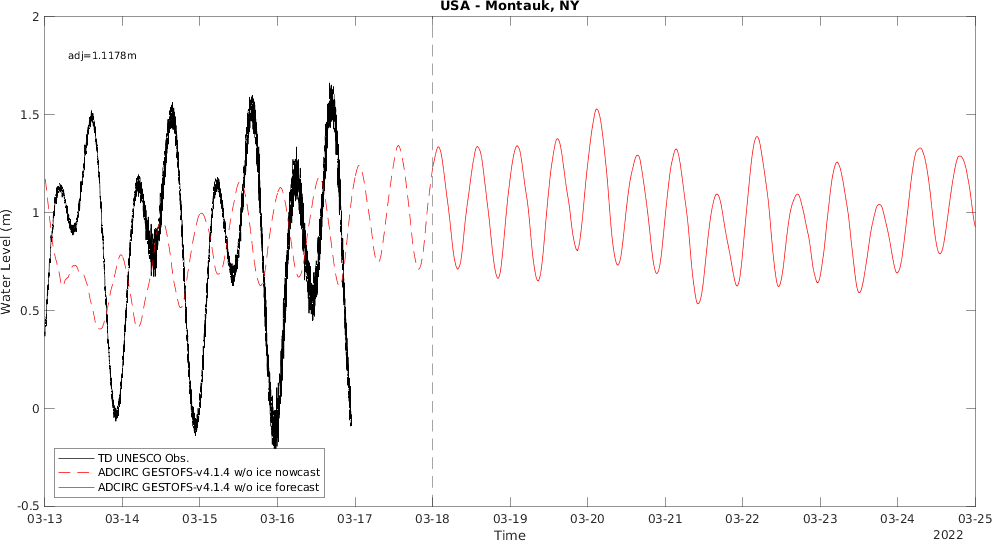 USA - Montauk, NY
adj=1.1178m
2
1.5
1
0.5
0
-0.5
Water Level (m)
TD UNESCO Obs.
ADCIRC GESTOFS-v4.1.4 w/o ice nowcast
ADCIRC GESTOFS-v4.1.4 w/o ice forecast
03-13 03-14 03-15 03-16 03-17 03-18 03-19 03-20 03-21 03-22 03-23 03-24 03-25
Time
2022